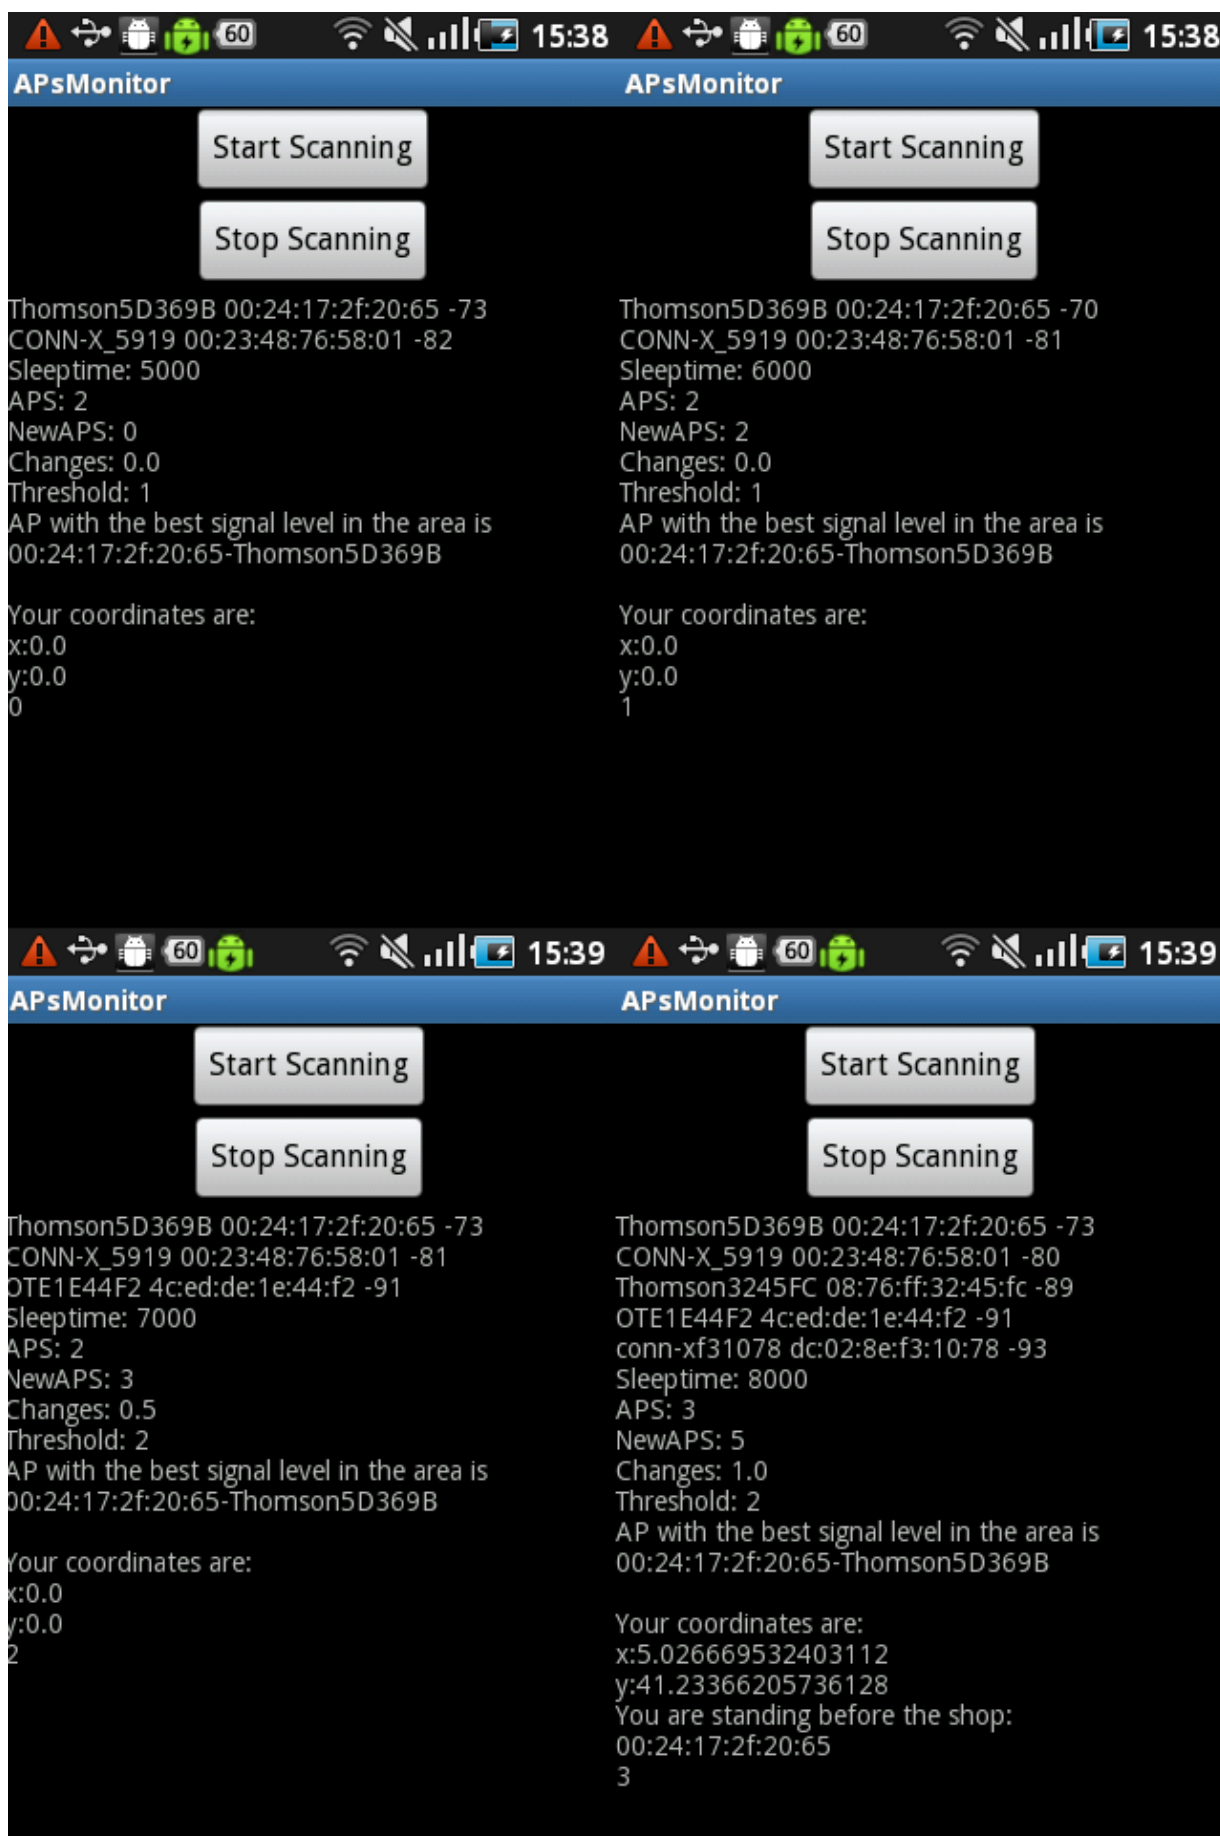 60 15:38
APsMonitor
Start Scanning
Stop Scanning
Thomson5D369B 00:24:17:2f:20:65 -73
CONN-X_5919 00:23:48:76:58:01 -82
Sleeptime: 5000
APS: 2
NewAPS: 0
Changes: 0.0
Threshold: 1
AP with the best signal level in the area is
00:24:17:2f:20:65-Thomson5D369B
Your coordinates are:
x:0.0
y:0.0
0
60 15:38
APsMonitor
Start Scanning
Stop Scanning
Thomson5D369B 00:24:17:2f:20:65 -70
CONN-X_5919 00:23:48:76:58:01 -81
Sleeptime: 6000
APS: 2
NewAPS: 2
Changes: 0.0
Threshold: 1
AP with the best signal level in the area is
00:24:17:2f:20:65-Thomson5D369B
Your coordinates are:
x:0.0
y:0.0
1
60 15:39
APsMonitor
Start Scanning
Stop Scanning
Thomson5D369B 00:24:17:2f:20:65 -73
CONN-X_5919 00:23:48:76:58:01 -81
OTE1E44F2 4c:ed:de:1e:44:f2 -91
Sleeptime: 7000
APS: 2
NewAPS: 3
Changes: 0.5
Threshold: 2
AP with the best signal level in the area is
00:24:17:2f:20:65-Thomson5D369B
Your coordinates are:
x:0.0
y:0.0
2
60 15:39
APsMonitor
Start Scanning
Stop Scanning
Thomson5D369B 00:24:17:2f:20:65 -73
CONN-X_5919 00:23:48:76:58:01 -80
Thomson3245FC 08:76:ff:32:45:fc -89
OTE1E44F2 4c:ed:de:1e:44:f2 -91
conn-xf31078 dc:02:8e:f3:10:78 -93
Sleeptime: 8000
APS: 3
NewAPS: 5
Changes: 1.0
Threshold: 2
AP with the best signal level in the area is
00:24:17:2f:20:65-Thomson5D369B
Your coordinates are:
x:5.026669532403112
y:41.23366205736128
You are standing before the shop:
00:24:17:2f:20:65
3